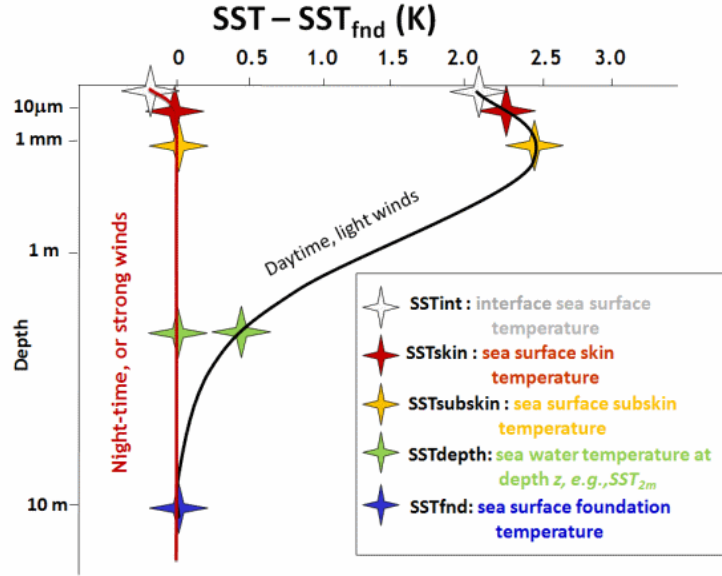 SST – SSTfnd (K)
0 0.5 1.0 1.5 2.0 2.5 3.0
10μm
1 mm
1 m
10 m
Depth
Night-time, or strong winds
Daytime, light winds
SSTint : interface sea surface
temperature
SSTskin : sea surface skin
temperature
SSTsubskin : sea surface subskin
temperature
SSTdepth: sea water temperature at
depth z, e.g.,SST2m
SSTfnd: sea surface foundation
temperature